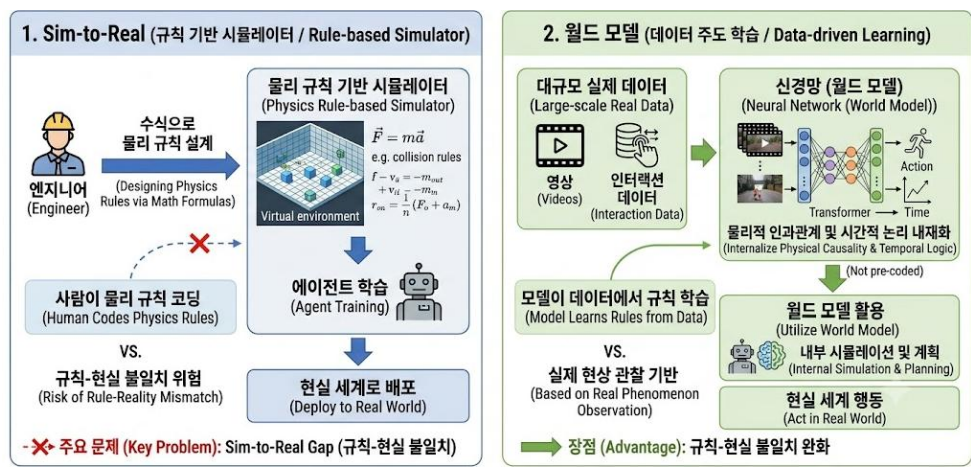 1. Sim-to-Real (규칙 기반 시뮬레이터 / Rule-based Simulator)
엔지니어
(Engineer)
수식으로
물리 규칙 설계
(Designing Physics
Rules via Math Formulas)
물리 규칙 기반 시뮬레이터
(Physics Rule-based Simulator)
Virtual environment
F⃗ = ma⃗
e.g. collision rules
에이전트 학습
(Agent Training)
사람이 물리 규칙 코딩
(Human Codes Physics Rules)
VS.
규칙-현실 불일치 위험
(Risk of Rule-Reality Mismatch)
현실 세계로 배포
(Deploy to Real World)
주요 문제 (Key Problem): Sim-to-Real Gap (규칙-현실 불일치)
2. 월드 모델 (데이터 주도 학습 / Data-driven Learning)
대규모 실제 데이터
(Large-scale Real Data)
영상
(Videos)
인터랙션
데이터
(Interaction Data)
신경망 (월드 모델)
(Neural Network (World Model))
Action
Transformer
Time
물리적 인과관계 및 시간적 논리 내재화
(Internalize Physical Causality & Temporal Logic)
(Not pre-coded)
모델이 데이터에서 규칙 학습
(Model Learns Rules from Data)
VS.
실제 현상 관찰 기반
(Based on Real Phenomenon
Observation)
월드 모델 활용
(Utilize World Model)
내부 시뮬레이션 및 계획
(Internal Simulation & Planning)
현실 세계 행동
(Act in Real World)
장점 (Advantage): 규칙-현실 불일치 완화